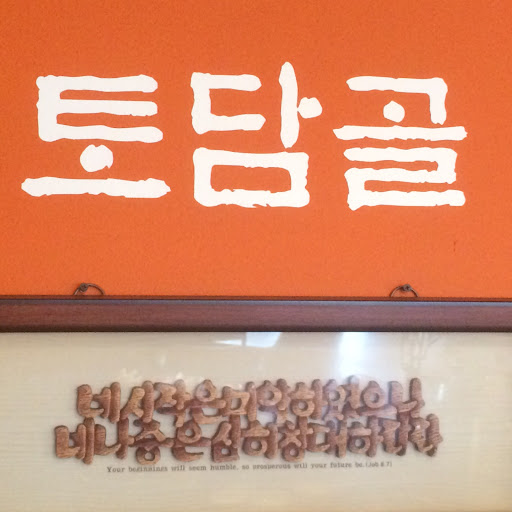 토담골
네 시작은 미약하였으나
네 나중은 심히 창대하리라
Your beginnings will seem humble, so prosperous will your future be.(Job 8.7)